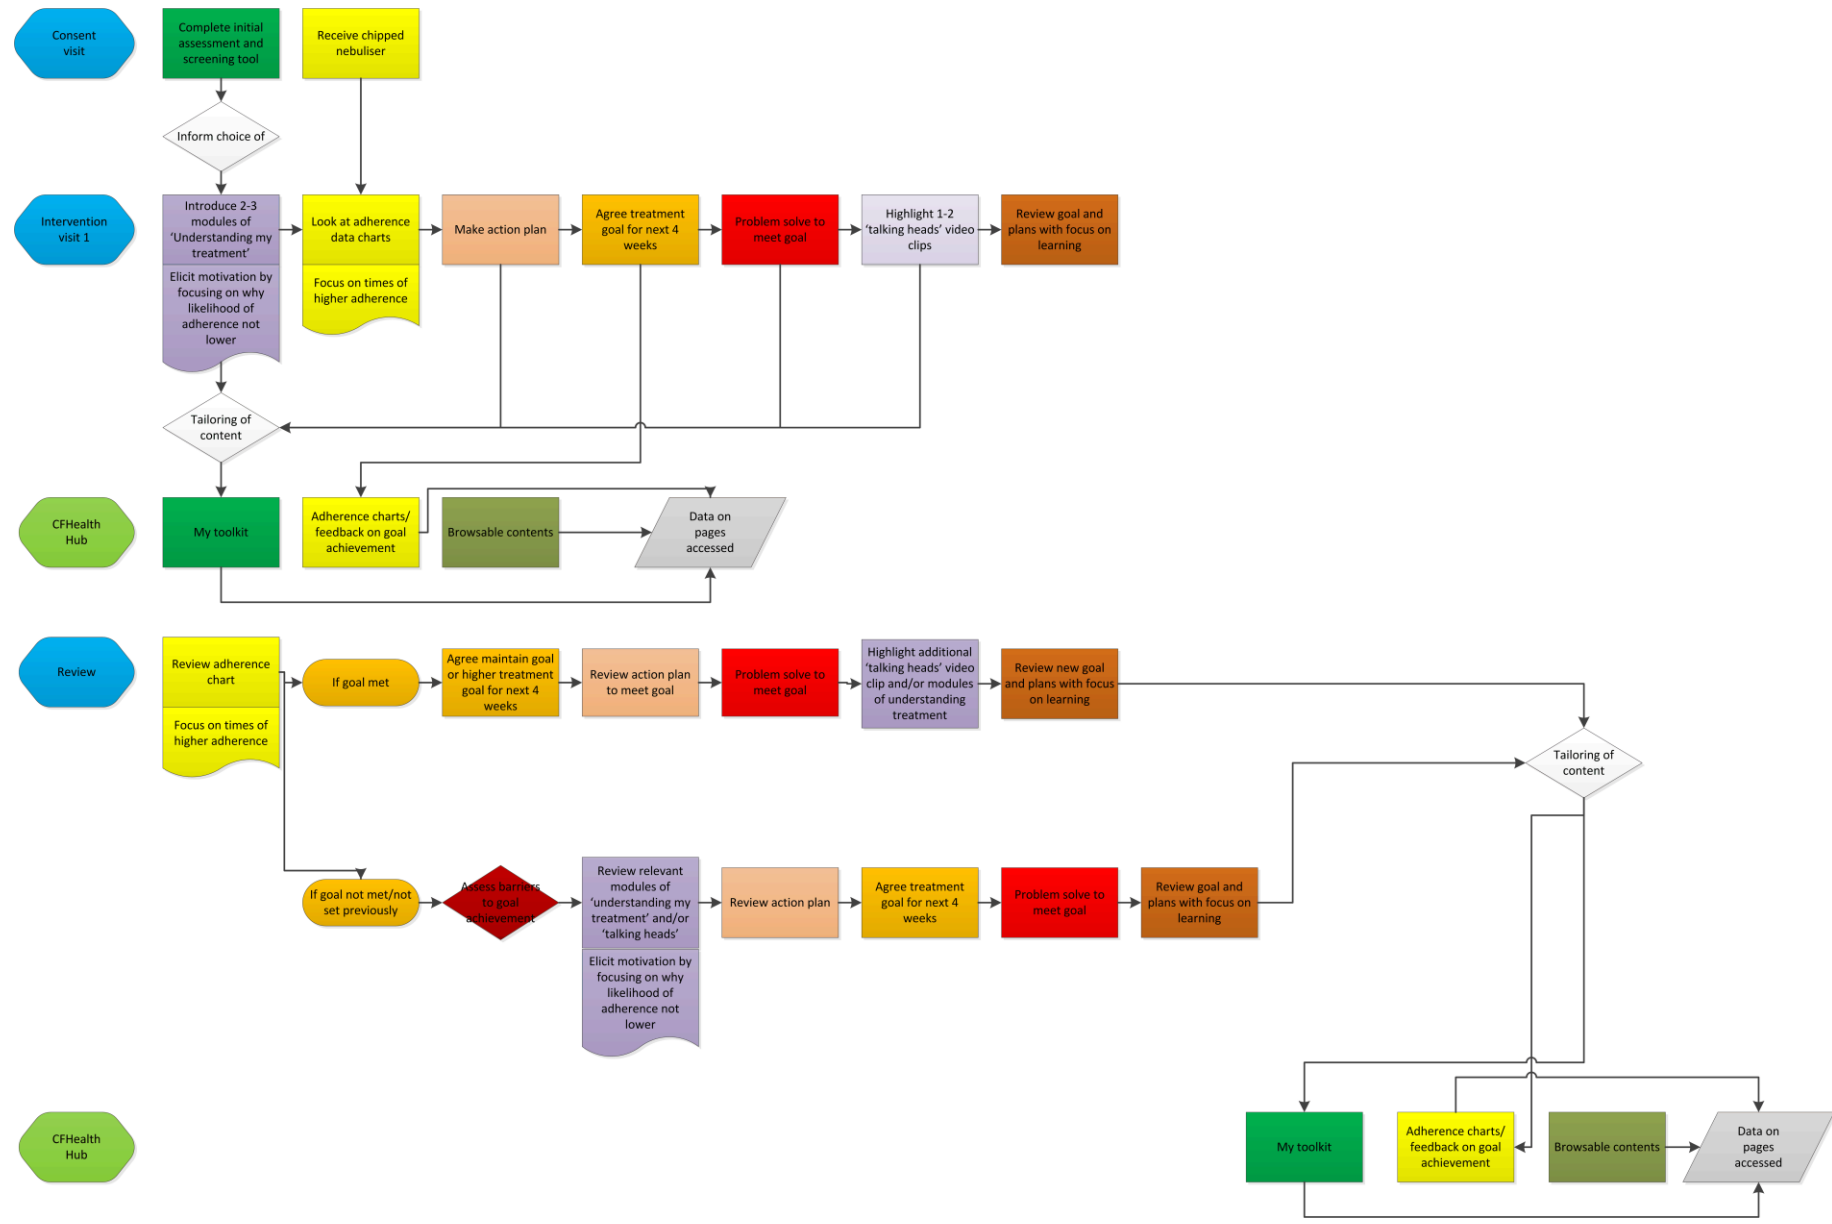 Consent
visit
Complete initial
assessment and
screening tool
Receive chipped
nebuliser
Inform choice of
Intervention
visit 1
Introduce 2-3
modules of
‘Understanding my
treatment’
Elicit motivation by
focusing on why
likelihood of
adherence not
lower
Look at adherence
data charts
Focus on times of
higher adherence
Make action plan
Agree treatment
goal for next 4
weeks
Problem solve to
meet goal
Highlight 1-2
‘talking heads’ video
clips
Review goal and
plans with focus on
learning
Tailoring of
content
CFHealth
Hub
My toolkit
Adherence charts/
feedback on goal
achievement
Browsable contents
Data on
pages
accessed
Review
Review adherence
chart
Focus on times of
higher adherence
If goal met
Agree maintain goal
or higher treatment
goal for next 4
weeks
Review action plan
to meet goal
Problem solve to
meet goal
Highlight additional
‘talking heads’ video
clip and/or modules
of understanding
treatment
Review new goal
and plans with focus
on learning
Tailoring of
content
If goal not met/not
set previously
Assess barriers
to goal
achievement
Review relevant
modules of
‘understanding my
treatment’ and/or
‘talking heads’
Elicit motivation by
focusing on why
likelihood of
adherence not
lower
Review action plan
Agree treatment
goal for next 4
weeks
Problem solve to
meet goal
Review goal and
plans with focus on
learning
CFHealth
Hub
My toolkit
Adherence charts/
feedback on goal
achievement
Browsable contents
Data on
pages
accessed